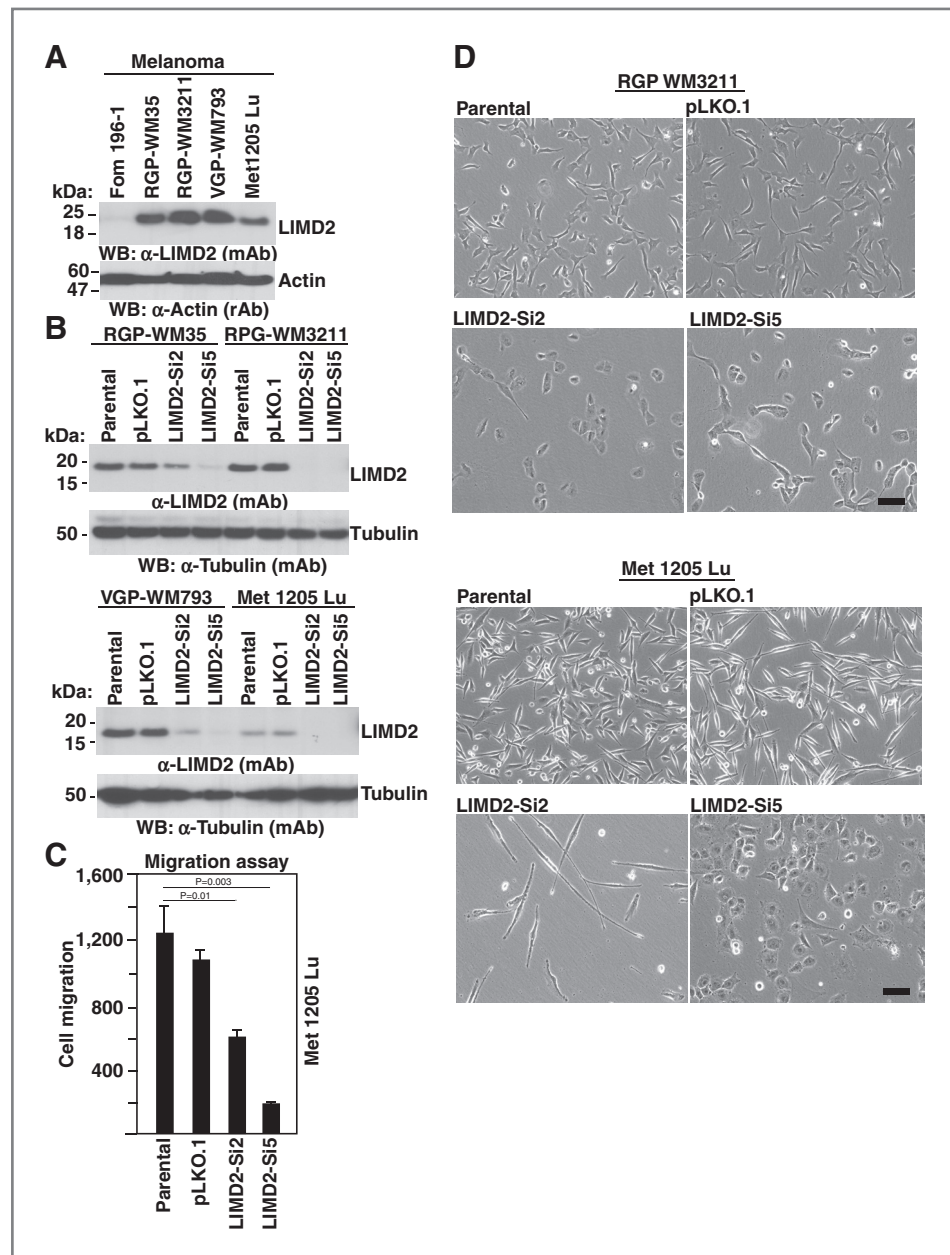 A
Melanoma
Fom 196-1
RGP-WM35
RGP-WM3211
VGP-WM793
Met1205 Lu
kDa:
25
18
LIMD2
WB: α-LIMD2 (mAb)
60
47
Actin
WB: α-Actin (rAb)
B
RGP-WM35 RPG-WM3211
Parental
pLKO.1
LIMD2-Si2
LIMD2-Si5
Parental
pLKO.1
LIMD2-Si2
LIMD2-Si5
kDa:
20
15
LIMD2
α-LIMD2 (mAb)
50
Tubulin
WB: α-Tubulin (mAb)
VGP-WM793 Met 1205 Lu
Parental
pLKO.1
LIMD2-Si2
LIMD2-Si5
Parental
pLKO.1
LIMD2-Si2
LIMD2-Si5
kDa:
20
15
LIMD2
α-LIMD2 (mAb)
50
Tubulin
WB: α-Tubulin (mAb)
C
Migration assay
1,600
1,200
800
400
Cell migration
P=0.003
P=0.01
Met 1205 Lu
Parental
pLKO.1
LIMD2-Si2
LIMD2-Si5
D
RGP WM3211
Parental pLKO.1
LIMD2-Si2 LIMD2-Si5
Met 1205 Lu
Parental pLKO.1
LIMD2-Si2 LIMD2-Si5